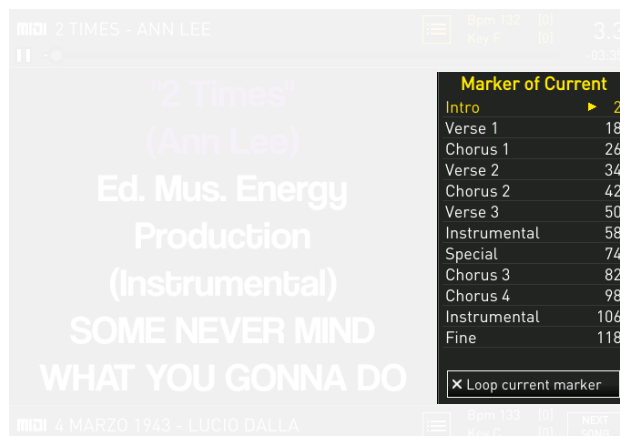 MIDI 2 TIMES - ANN LEE
Bpm 132 [0]
Key F [0]
3.3
"2 Times"
(Ann Lee)
Ed. Mus. Energy
Production
(Instrumental)
SOME NEVER MIND
WHAT YOU GONNA DO
Marker of Current
Intro ► 2
Verse 1 18
Chorus 1 26
Verse 2 34
Chorus 2 42
Verse 3 50
Instrumental 58
Special 74
Chorus 3 82
Chorus 4 98
Instrumental 106
Fine 118
✕ Loop current marker
MIDI 4 MARZO 1943 - LUCIO DALLA
Bpm 133 [0]
Key C [0]
NEXT
SONG